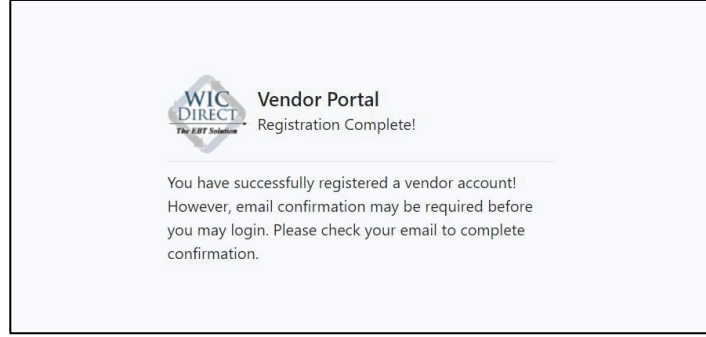 WIC
DIRECT
The EBT Solution
Vendor Portal
Registration Complete!
You have successfully registered a vendor account!
However, email confirmation may be required before
you may login. Please check your email to complete
confirmation.